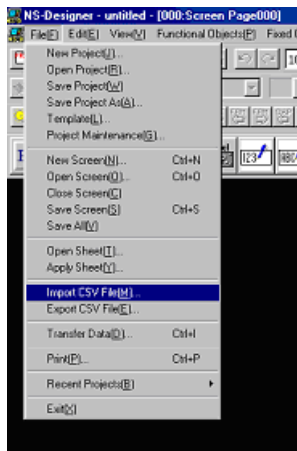 NS-Designer - untitled - [000:Screen Page000]
File[F] Edit[E] View[V] Functional Objects[P] Fixed
New Project[J]...
Open Project[R]...
Save Project[W]
Save Project As[A]...
Template[L]...
Project Maintenance[G]...
New Screen[N]... Ctrl+N
Open Screen[O]... Ctrl+O
Close Screen[C]
Save Screen[S] Ctrl+S
Save All[V]
Open Sheet[T]...
Apply Sheet[Y]...
Import CSV File[M]...
Export CSV File[E]...
Transfer Data[D]... Ctrl+I
Print[P]... Ctrl+P
Recent Projects[B]
Exit[X]
123
ABC